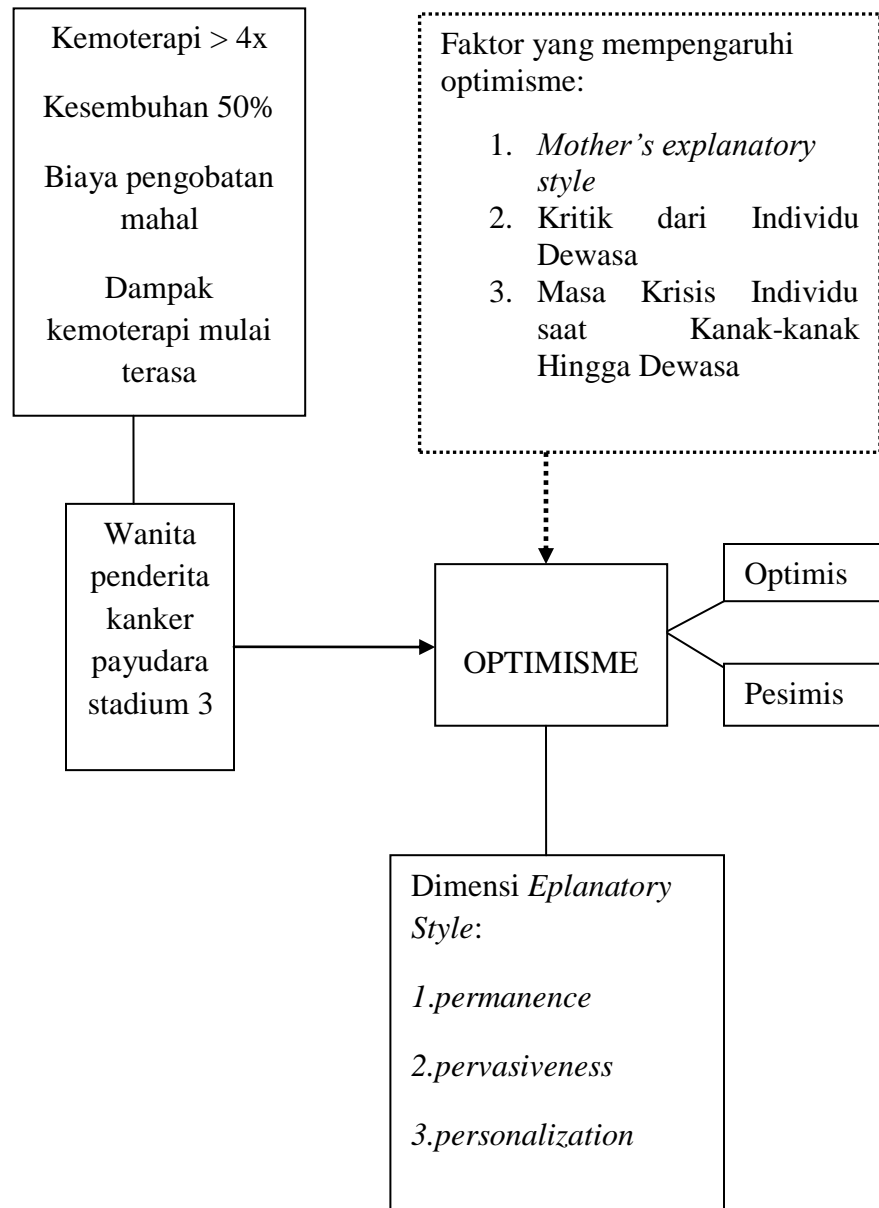 Kemoterapi > 4x
Kesembuhan 50%
Biaya pengobatan
mahal
Dampak
kemoterapi mulai
terasa
Faktor yang mempengaruhi
optimisme:
1. Mother’s explanatory
style
2. Kritik dari Individu
Dewasa
3. Masa Krisis Individu
saat Kanak-kanak
Hingga Dewasa
Wanita
penderita
kanker
payudara
stadium 3
OPTIMISME
Optimis
Pesimis
Dimensi Eplanatory
Style:
1.permanence
2.pervasiveness
3.personalization